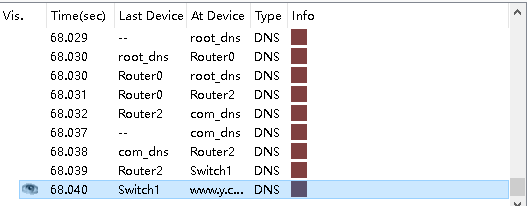 Vis. Time(sec) Last Device At Device Type Info
68.029 -- root_dns DNS
68.030 root_dns Router0 DNS
68.030 Router0 root_dns DNS
68.031 Router0 Router2 DNS
68.032 Router2 com_dns DNS
68.037 -- com_dns DNS
68.038 com_dns Router2 DNS
68.039 Router2 Switch1 DNS
68.040 Switch1 www.y.c... DNS